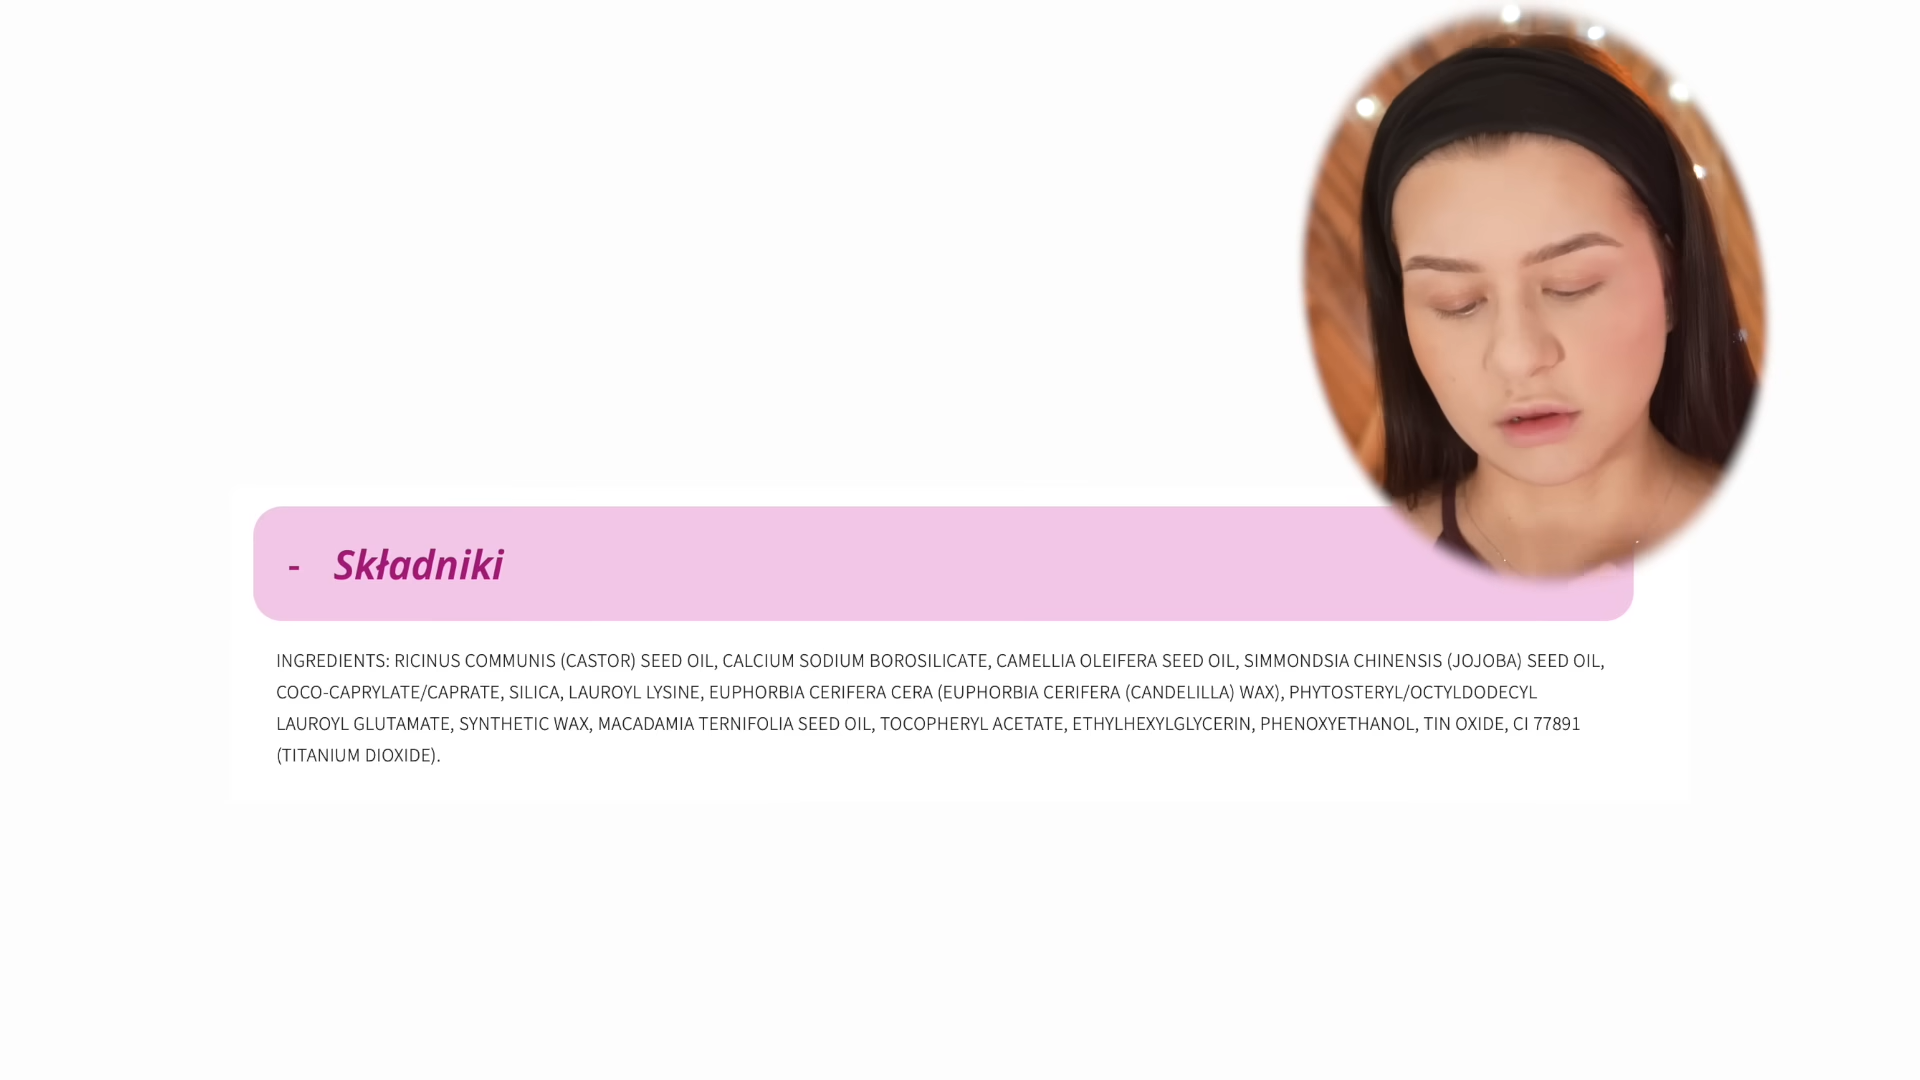 - Składniki
INGREDIENTS: RICINUS COMMUNIS (CASTOR) SEED OIL, CALCIUM SODIUM BOROSILICATE, CAMELLIA OLEIFERA SEED OIL, SIMMONDSIA CHINENSIS (JOJOBA) SEED OIL,
COCO-CAPRYLATE/CAPRATE, SILICA, LAUROYL LYSINE, EUPHORBIA CERIFERA CERA (EUPHORBIA CERIFERA (CANDELILLA) WAX), PHYTOSTERYL/OCTYLDODECYL
LAUROYL GLUTAMATE, SYNTHETIC WAX, MACADAMIA TERNIFOLIA SEED OIL, TOCOPHERYL ACETATE, ETHYLHEXYLGLYCERIN, PHENOXYETHANOL, TIN OXIDE, CI 77891
(TITANIUM DIOXIDE).